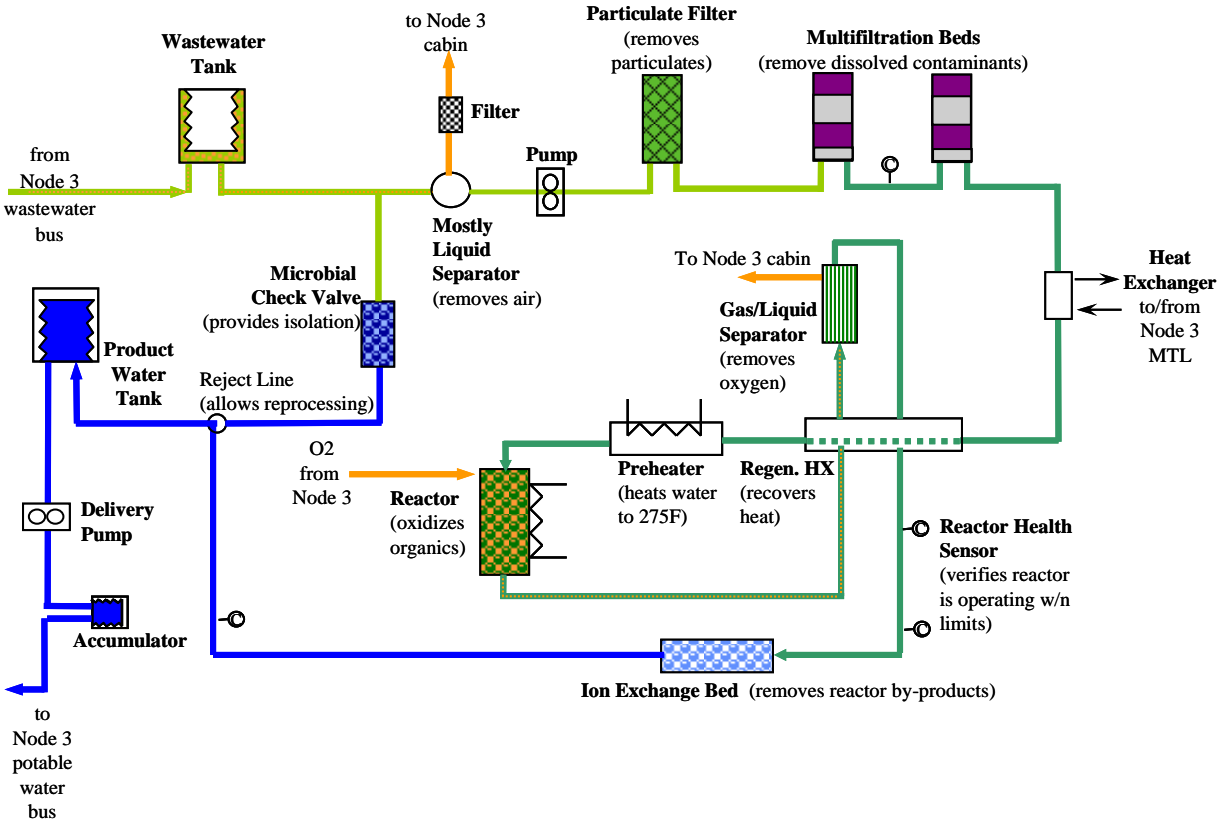 Wastewater
Tank
to Node 3
cabin
Filter
Particulate Filter
(removes
particulates)
Multifiltration Beds
(remove dissolved contaminants)
from
Node 3
wastewater
bus
Pump
C
Mostly
Liquid
Separator
(removes air)
Microbial
Check Valve
(provides isolation)
To Node 3 cabin
Gas/Liquid
Separator
(removes
oxygen)
Heat
Exchanger
to/from
Node 3
MTL
Product
Water
Tank
Reject Line
(allows reprocessing)
O2
from
Node 3
Reactor
(oxidizes
organics)
Preheater
(heats water
to 275F)
Regen. HX
(recovers
heat)
Delivery
Pump
C
Reactor Health
Sensor
(verifies reactor
is operating w/n
limits)
C
C
Accumulator
Ion Exchange Bed (removes reactor by-products)
to
Node 3
potable
water
bus